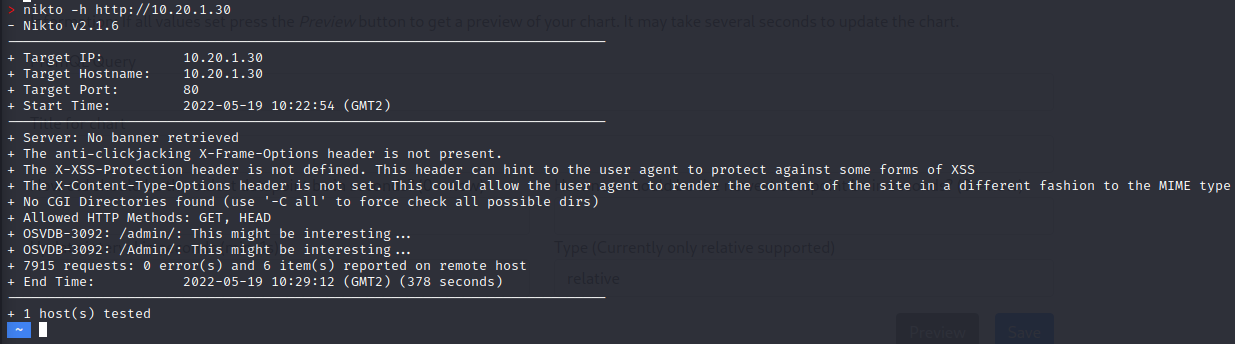 > nikto -h http://10.20.1.30
all values set press the Preview button to get a preview of your chart. It may take several seconds to update the chart.
- Nikto v2.1.6
+ Target IP: 10.20.1.30
+ Target Hostname: 10.20.1.30
+ Target Port: 80
+ Start Time: 2022-05-19 10:22:54 (GMT2)
+ Server: No banner retrieved
+ The anti-clickjacking X-Frame-Options header is not present.
+ The X-XSS-Protection header is not defined. This header can hint to the user agent to protect against some forms of XSS
+ The X-Content-Type-Options header is not set. This could allow the user agent to render the content of the site in a different fashion to the MIME type
+ No CGI Directories found (use '-C all' to force check all possible dirs)
+ Allowed HTTP Methods: GET, HEAD
+ OSVDB-3092: /admin/: This might be interesting...
+ OSVDB-3092: /Admin/: This might be interesting...
Type (Currently only relative supported)
+ 7915 requests: 0 error(s) and 6 item(s) reported on remote host
+ End Time: 2022-05-19 10:29:12 (GMT2) (378 seconds)
relative
+ 1 host(s) tested
~
Preview Save